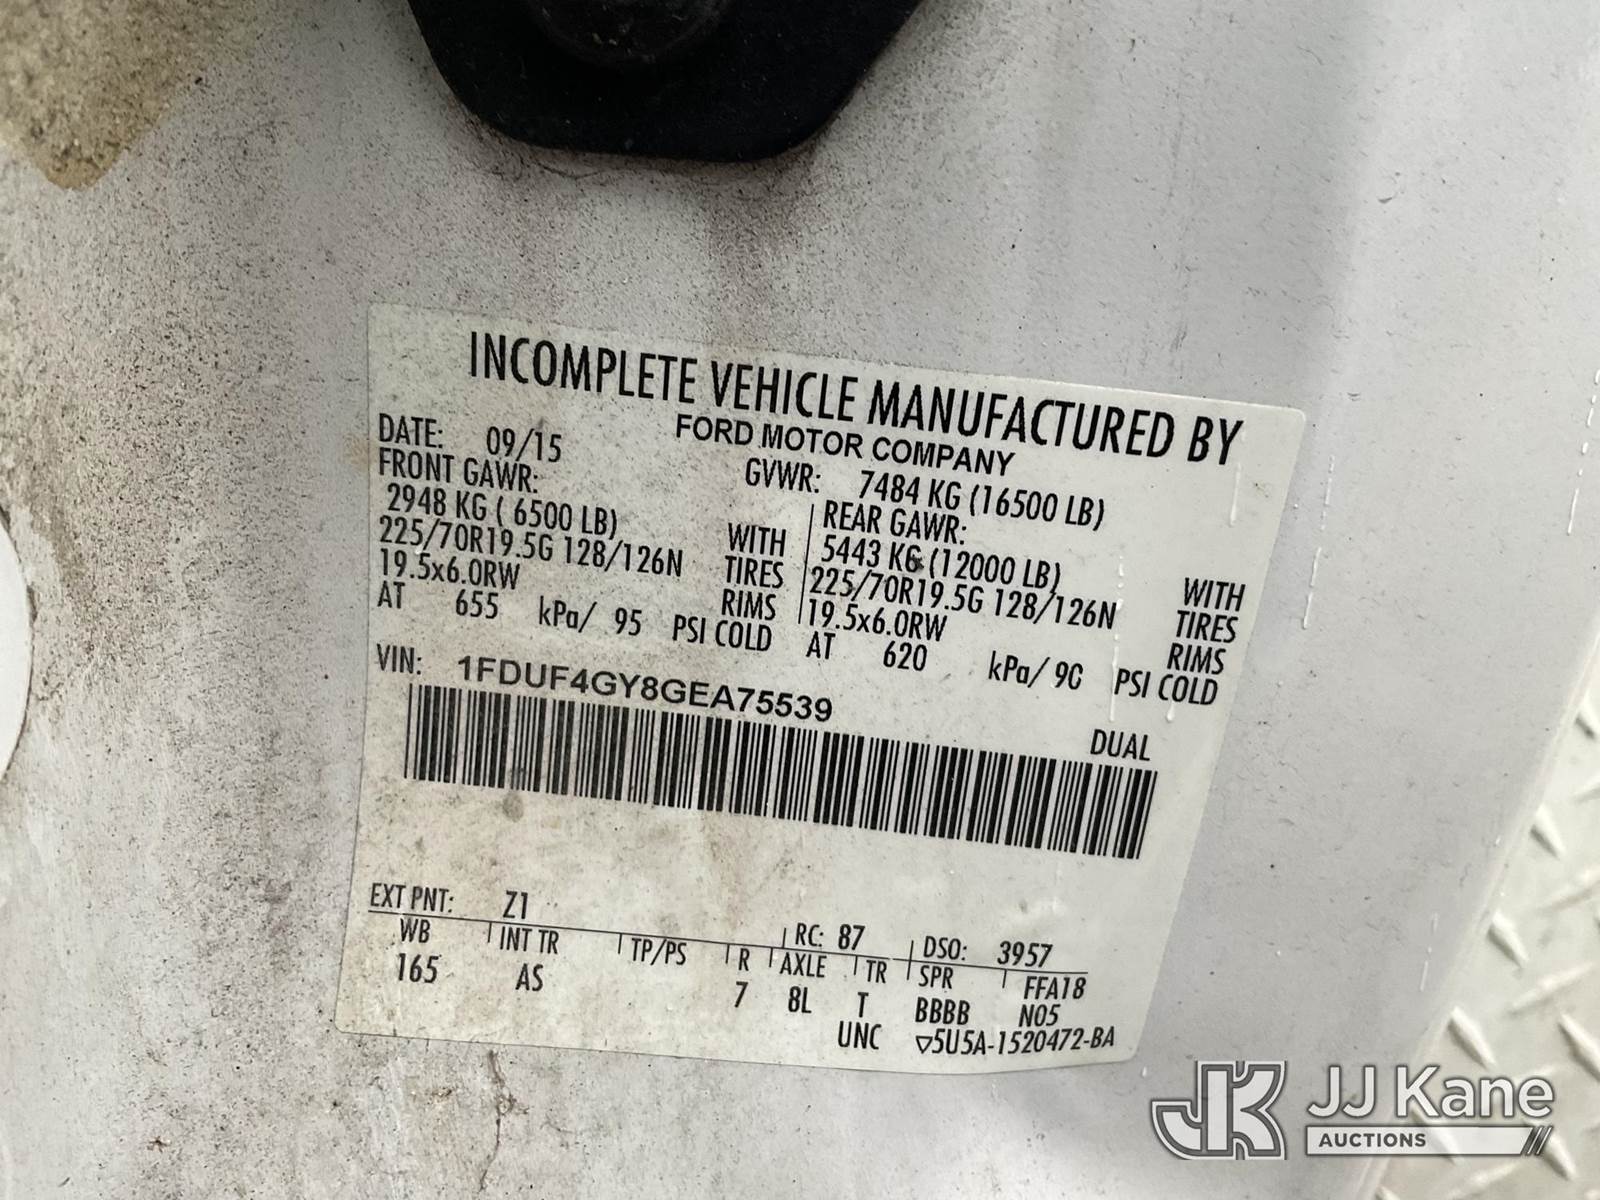 INCOMPLETE VEHICLE MANUFACTURED BY
FORD MOTOR COMPANY
DATE: 09/15 GVWR: 7484 KG (16500 LB)
FRONT GAWR: REAR GAWR:
2948 KG ( 6500 LB) WITH 5443 KG (12000 LB) WITH
225/70R19.5G 128/126N TIRES 225/70R19.5G 128/126N TIRES
19.5x6.0RW RIMS 19.5x6.0RW RIMS
AT 655 kPa/ 95 PSI COLD AT 620 kPa/ 90 PSI COLD
VIN: 1FDUF4GY8GEA75539
DUAL
EXT PNT: Z1 RC: 87 DSO: 3957
WB INT TR TP/PS R AXLE TR SPR FFA18
165 AS 7 8L T BBBB N05
UNC ▽5U5A-1520472-BA
JK JJ Kane
AUCTIONS